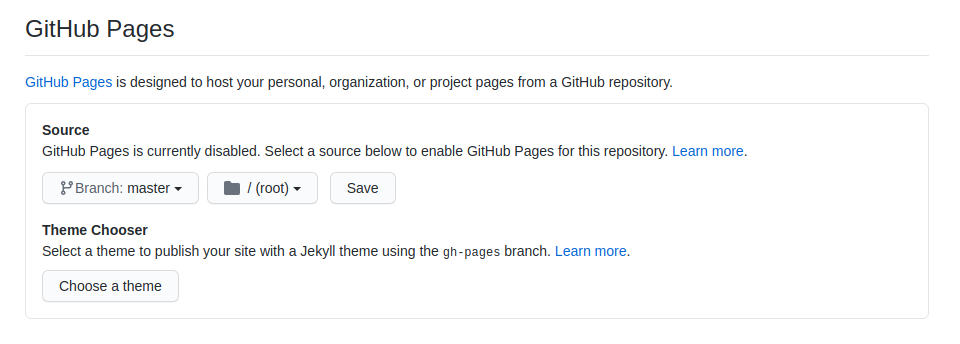 GitHub Pages
GitHub Pages is designed to host your personal, organization, or project pages from a GitHub repository.
Source
GitHub Pages is currently disabled. Select a source below to enable GitHub Pages for this repository. Learn more.
Branch: master / (root) Save
Theme Chooser
Select a theme to publish your site with a Jekyll theme using the gh-pages branch. Learn more.
Choose a theme